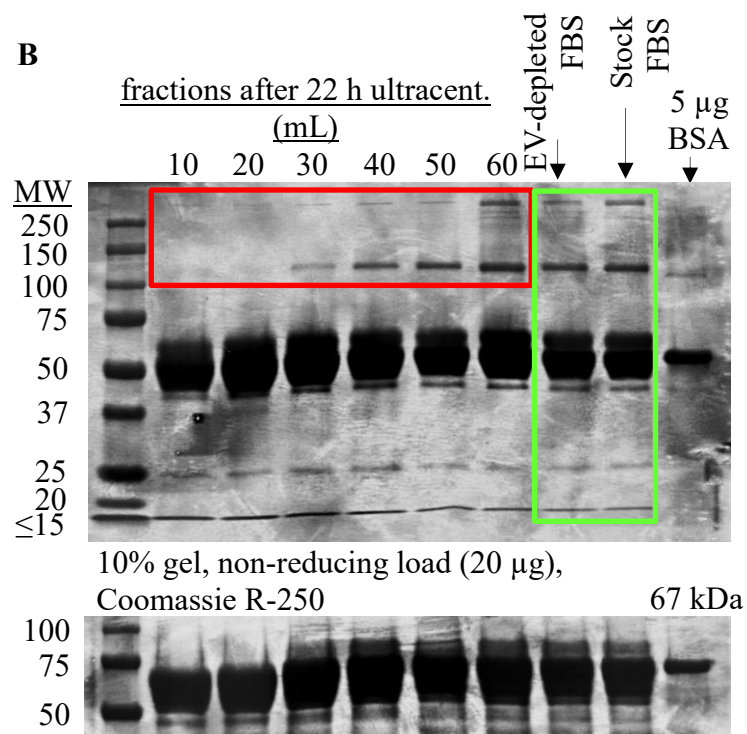 B
EV-depleted
FBS
Stock
FBS
fractions after 22 h ultracent.
(mL)
5 µg
BSA
10 20 30 40 50 60
MW
250
150
100
75
50
37
25
20
≤15
10% gel, non-reducing load (20 µg),
Coomassie R-250 67 kDa
100
75
50